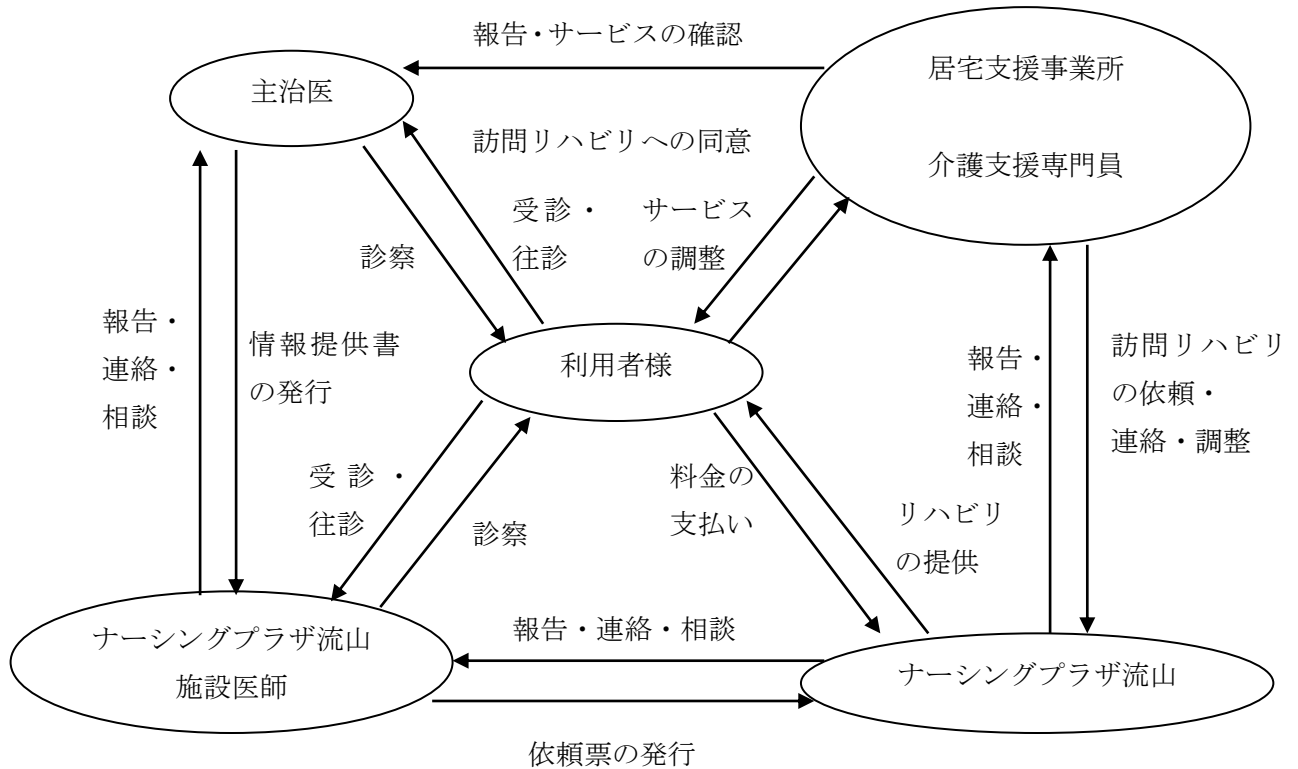 報告・サービスの確認
主治医
居宅支援事業所
介護支援専門員
訪問リハビリへの同意
受診・
往診
サービス
の調整
診察
利用者様
報告・
連絡・
相談
情報提供書
の発行
報告・
連絡・
相談
訪問リハビリ
の依頼・
連絡・調整
受診・
往診
診察
料金の
支払い
リハビリ
の提供
ナーシングプラザ流山
施設医師
報告・連絡・相談
ナーシングプラザ流山
依頼票の発行